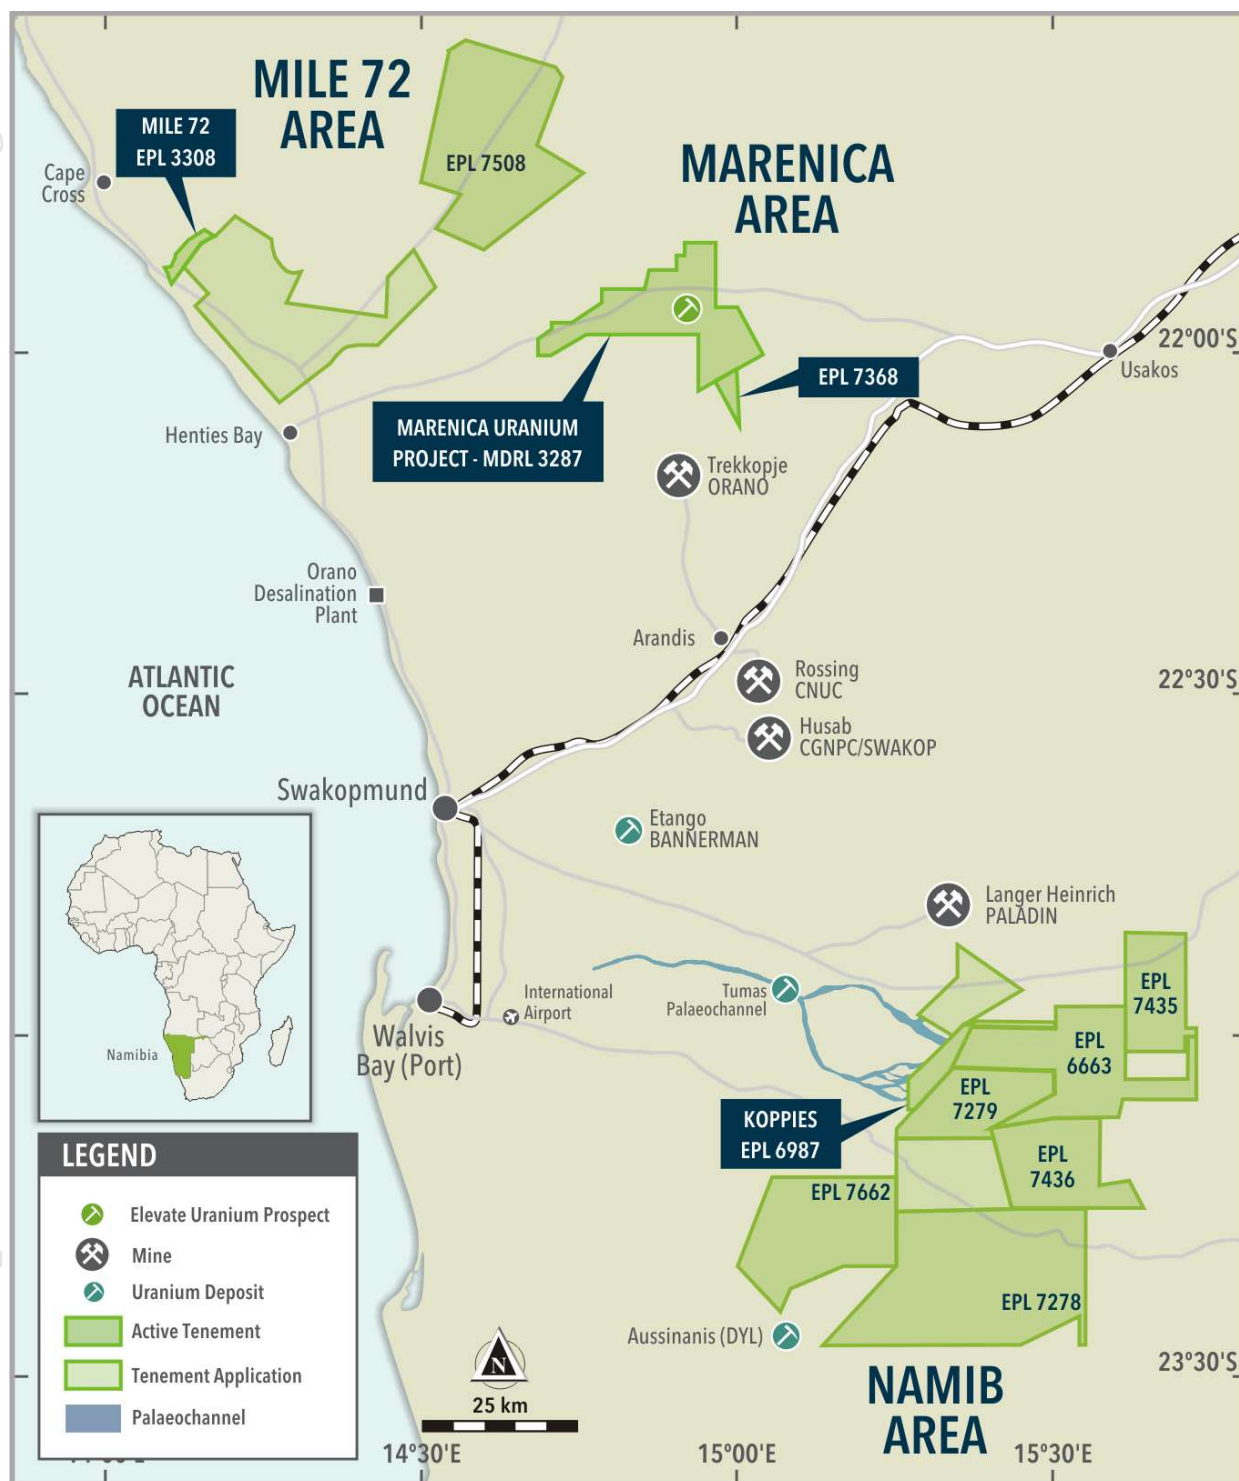 MILE 72
AREA
MILE 72
EPL 3308
EPL 7508
Cape
Cross
MARENICA
AREA
22°00'S
Usakos
EPL 7368
MARENICA URANIUM
PROJECT - MDRL 3287
Henties Bay
Trekkopje
ORANO
Orano
Desalination
Plant
Arandis
Rossing
CNUC
22°30'S
ATLANTIC
OCEAN
Husab
CGNPC/SWAKOP
Swakopmund
Etango
BANNERMAN
Langer Heinrich
PALADIN
International
Airport
Tumas
Palaeochannel
EPL
7435
Walvis
Bay (Port)
EPL
6663
EPL
7279
Namibia
KOPPIES
EPL 6987
EPL
7436
EPL 7662
EPL 7278
LEGEND
Elevate Uranium Prospect
Mine
Uranium Deposit
Active Tenement
Tenement Application
Palaeochannel
Aussinanis (DYL)
N
25 km
23°30'S
NAMIB
AREA
14°30'E
15°00'E
15°30'E